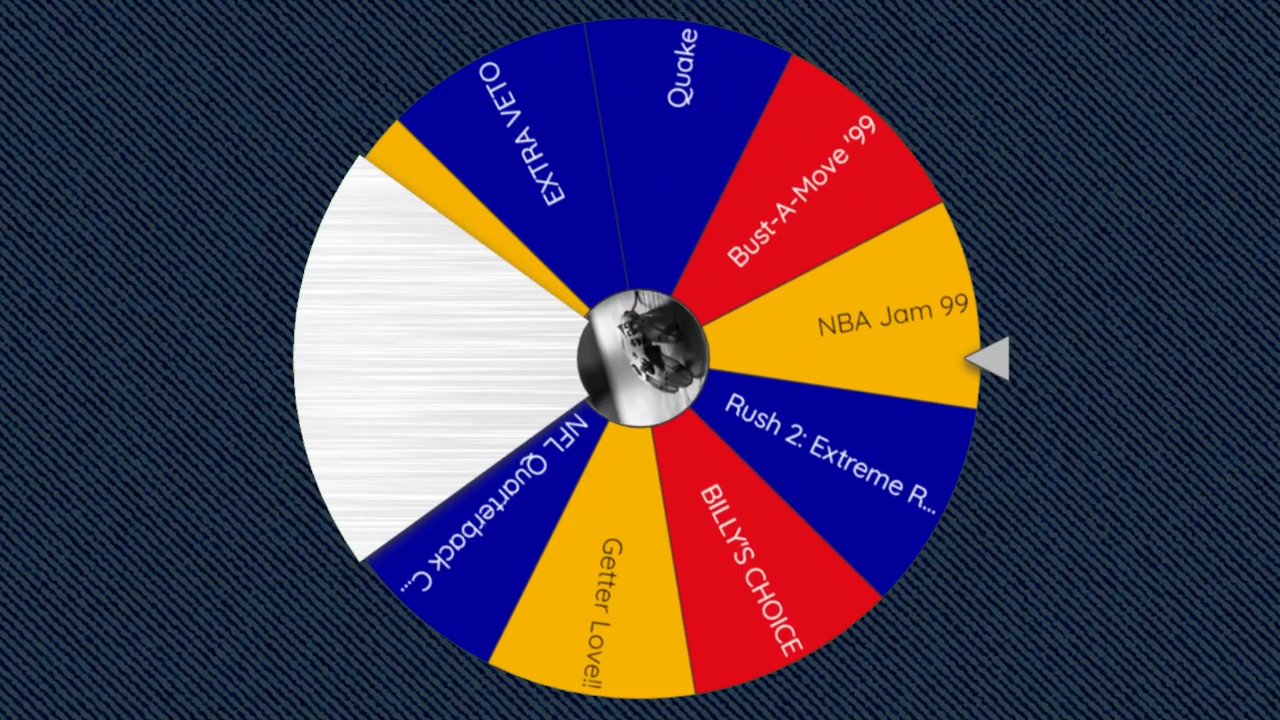 EXTRA VETO
Quake
Bust-A-Move '99
NBA Jam 99
Rush 2: Extreme R...
BILLY'S CHOICE
Getter Love!!
NFL Quarterback C...